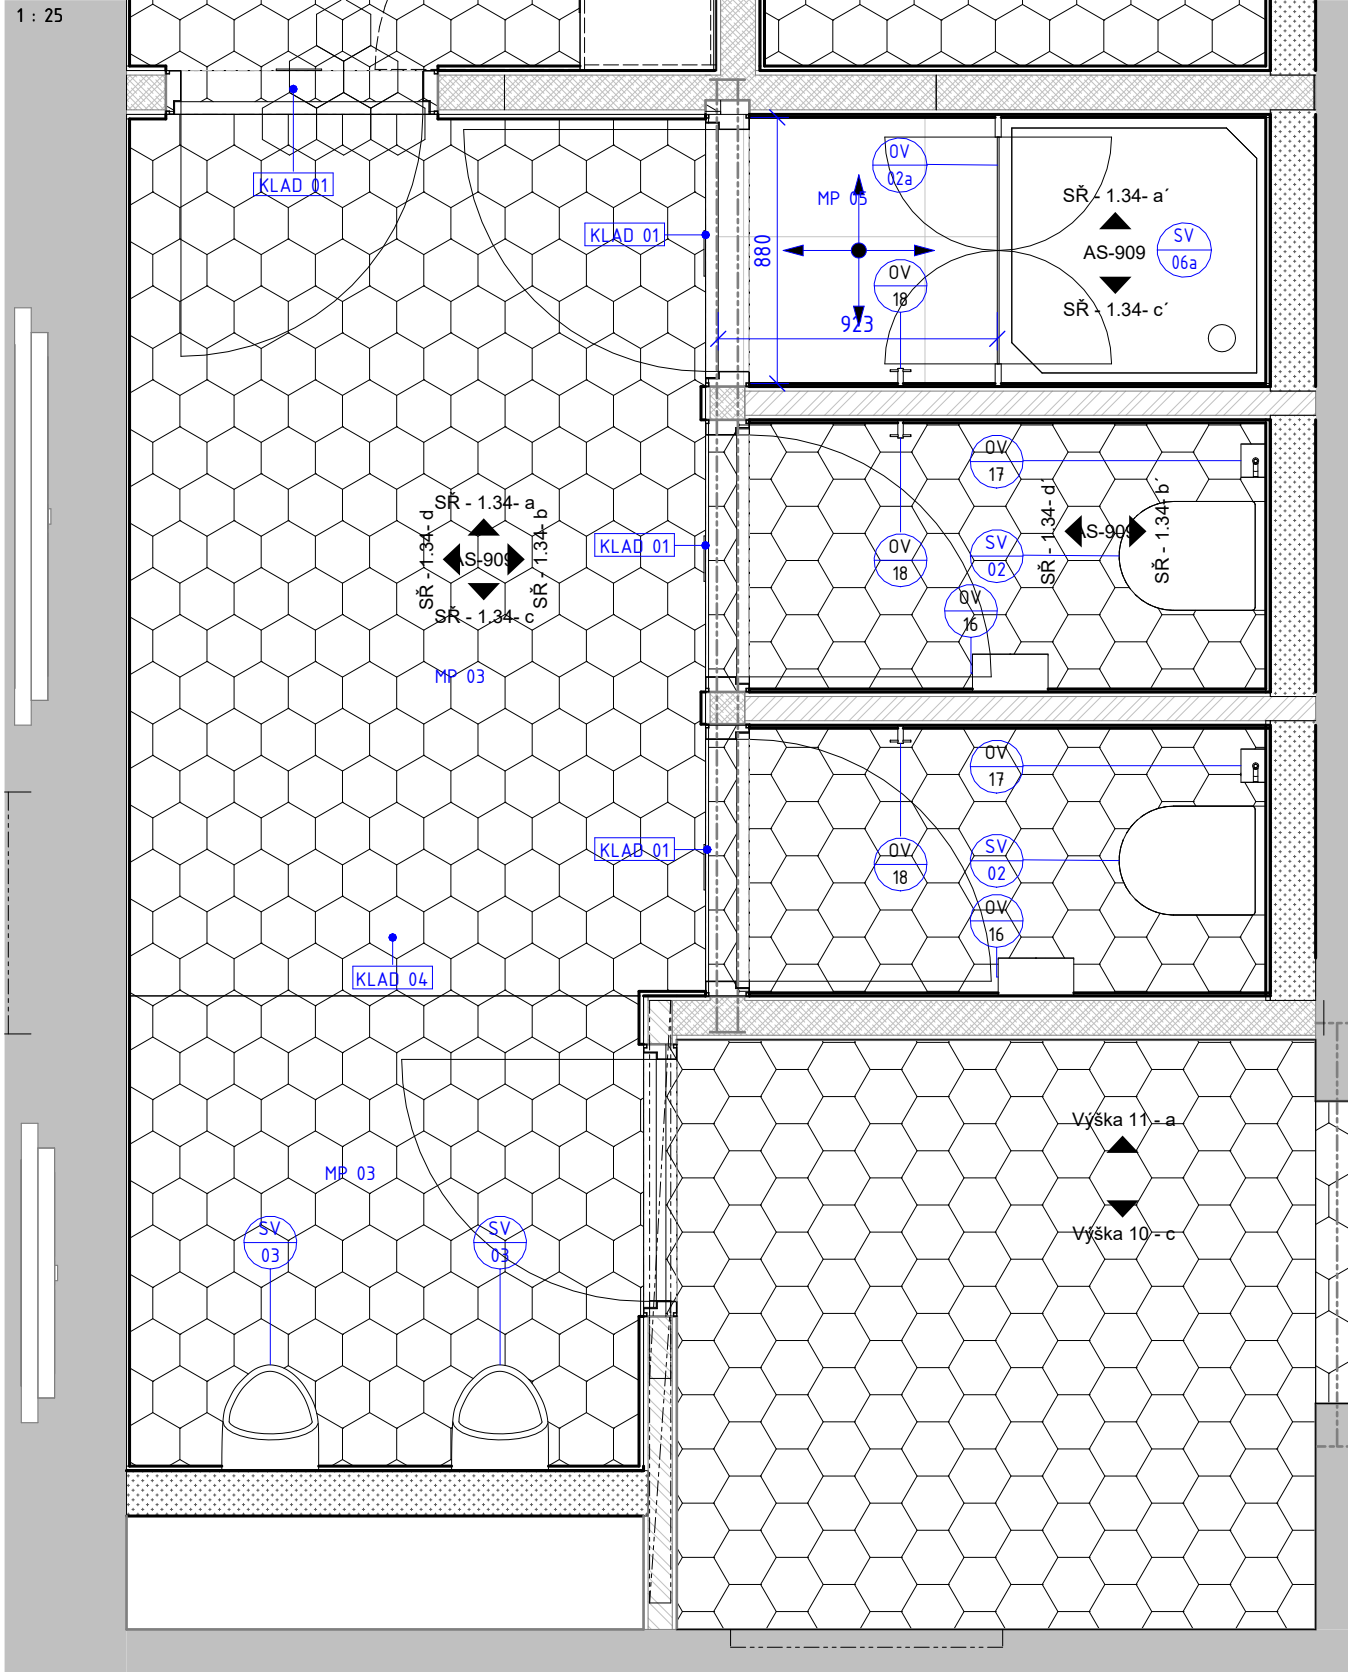 1 : 25
KLAD 01
OV
02a
MP 05
SŘ - 1.34- a´
KLAD 01
880
AS-909
SV
06a
OV
18
SŘ - 1.34- c´
923
OV
17
SŘ - 1.34- a
SŘ - 1.34- d
AS-909
SŘ - 1.34- b
SŘ - 1.34- c
KLAD 01
OV
18
SV
02
SŘ - 1.34- d´
AS-909
SŘ - 1.34- b´
OV
16
MP 03
OV
17
KLAD 01
OV
18
SV
02
OV
16
KLAD 04
Výška 11 - a
MP 03
SV
03
SV
03
Výška 10 - c